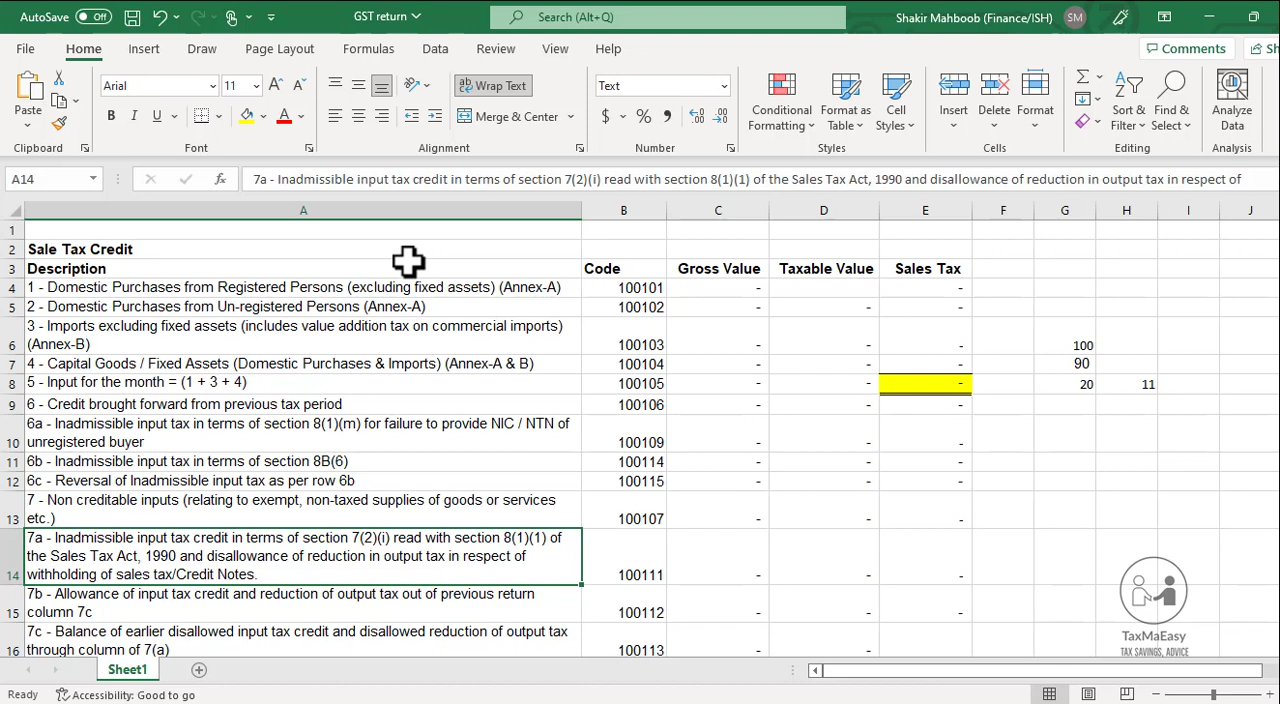 AutoSave Off GST return Search (Alt+Q) Shakir Mahboob (Finance/ISH) SM
File Home Insert Draw Page Layout Formulas Data Review View Help Comments
Paste Arial 11 A A ab Wrap Text Text Conditional Formatting Format as Table Cell Styles Insert Delete Format Sort & Filter Find & Select Analyze Data
B I U A Merge & Center $ % 9
Clipboard Font Alignment Number Styles Cells Editing Analysis
A14 fx 7a - Inadmissible input tax credit in terms of section 7(2)(i) read with section 8(1)(1) of the Sales Tax Act, 1990 and disallowance of reduction in output tax in respect of
A B C D E F G H I J
1
2 Sale Tax Credit
3 Description Code Gross Value Taxable Value Sales Tax
4 1 - Domestic Purchases from Registered Persons (excluding fixed assets) (Annex-A) 100101 - -
5 2 - Domestic Purchases from Un-registered Persons (Annex-A) 100102 - - -
3 - Imports excluding fixed assets (includes value addition tax on commercial imports)
6 (Annex-B) 100103 - - - 100
7 4 - Capital Goods / Fixed Assets (Domestic Purchases & Imports) (Annex-A & B) 100104 - - - 90
8 5 - Input for the month = (1 + 3 + 4) 100105 - - - 20 11
9 6 - Credit brought forward from previous tax period 100106 - - -
6a - Inadmissible input tax in terms of section 8(1)(m) for failure to provide NIC / NTN of
10 unregistered buyer 100109 - - -
11 6b - Inadmissible input tax in terms of section 8B(6) 100114 - - -
12 6c - Reversal of Inadmissible input tax as per row 6b 100115 - - -
7 - Non creditable inputs (relating to exempt, non-taxed supplies of goods or services
13 etc.) 100107 - - -
7a - Inadmissible input tax credit in terms of section 7(2)(i) read with section 8(1)(1) of
the Sales Tax Act, 1990 and disallowance of reduction in output tax in respect of
14 withholding of sales tax/Credit Notes. 100111 - - -
7b - Allowance of input tax credit and reduction of output tax out of previous return
15 column 7c 100112 - - -
7c - Balance of earlier disallowed input tax credit and disallowed reduction of output tax
16 through column of 7(a) 100113 - -
TaxMaEasy
TAX SAVINGS, ADVICE
Sheet1
Ready Accessibility: Good to go